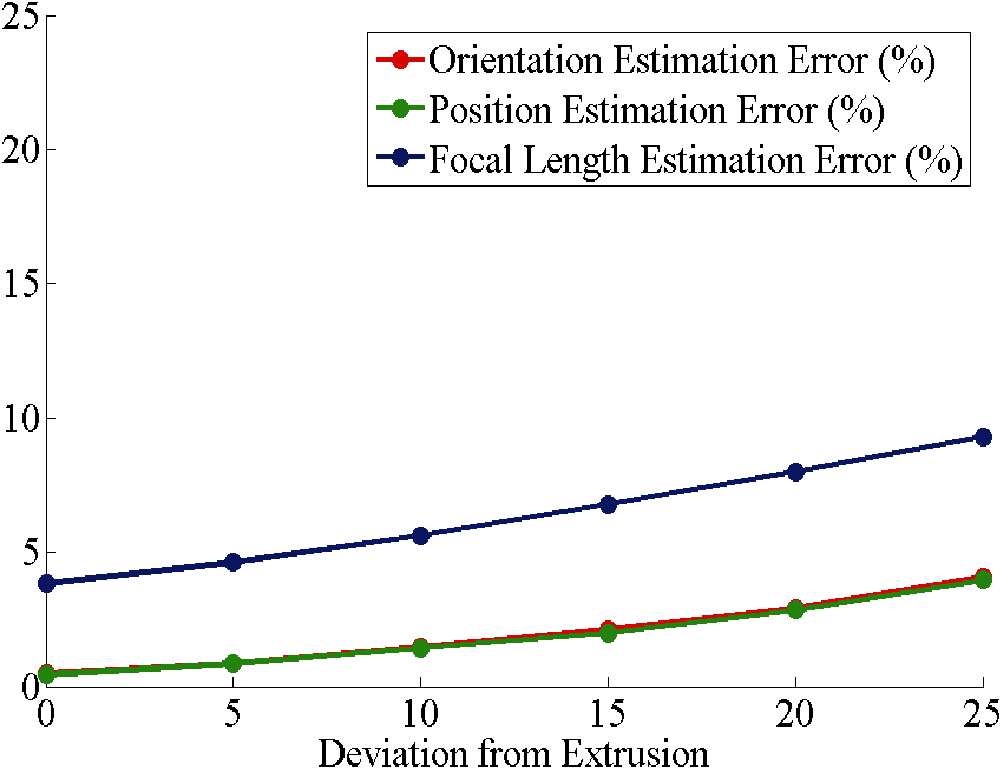 25
20
15
10
5
0
Orientation Estimation Error (%)
Position Estimation Error (%)
Focal Length Estimation Error (%)
0 5 10 15 20 25
Deviation from Extrusion